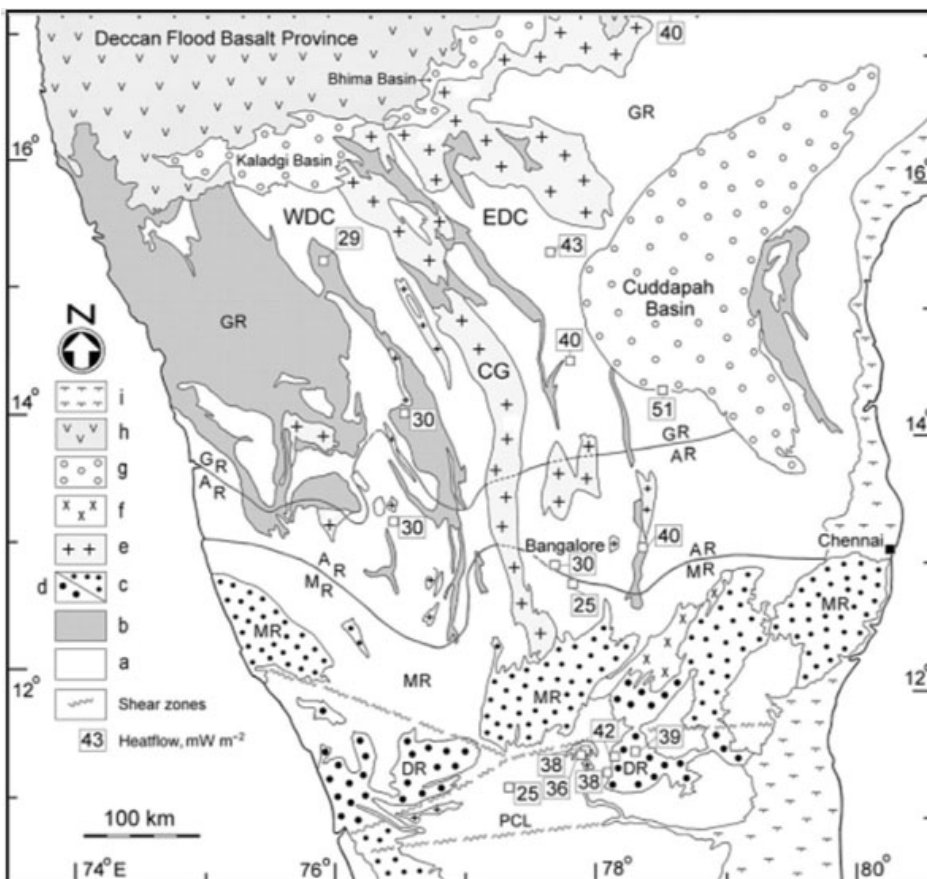 Deccan Flood Basalt Province
40
Bhima Basin
GR
16°
Kaladgi Basin
16°
WDC
EDC
29
43
Cuddapah
Basin
GR
N
40
CG
i
51
14°
30
GR
14°
h
AR
GR
g
AR
f
30
Bangalore
40
Chennai
e
AR
30
AR
MR
d
c
MR
25
MR
b
MR
a
MR
MR
12°
12°
Shear zones
42
39
43 Heatflow, mW m⁻²
DR
38
DR
36
38
25
100 km
PCL
74°E
76°
78°
80°